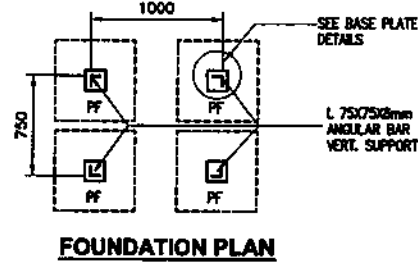 1000
SEE BASE PLATE
DETAILS
PF
PF
750
L 75X75X8mm
ANGULAR BAR
VERT. SUPPORT
PF
PF
FOUNDATION PLAN